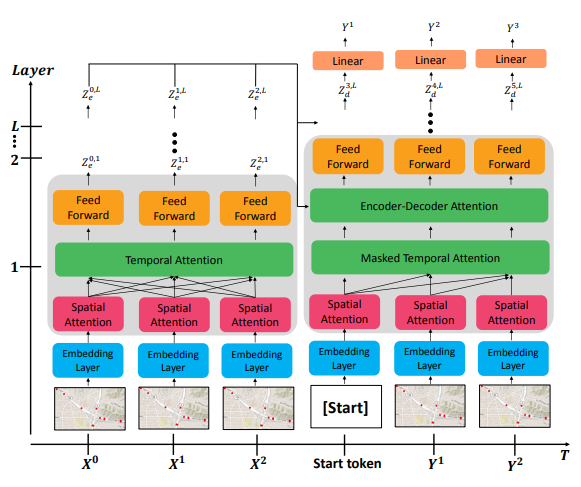 Y^1 Y^2 Y^3
Linear Linear Linear
Layer
Z_e^{0,L} Z_e^{1,L} Z_e^{2,L} Z_d^{3,L} Z_d^{4,L} Z_d^{5,L}
L
2
Z_e^{0,1} Z_e^{1,1} Z_e^{2,1}
Feed Forward Feed Forward Feed Forward
Feed Forward Feed Forward Feed Forward
Encoder-Decoder Attention
Temporal Attention Masked Temporal Attention
1
Spatial Attention Spatial Attention Spatial Attention Spatial Attention Spatial Attention Spatial Attention
Embedding Layer Embedding Layer Embedding Layer Embedding Layer Embedding Layer Embedding Layer
[Start]
X^0 X^1 X^2 Start token Y^1 Y^2 T